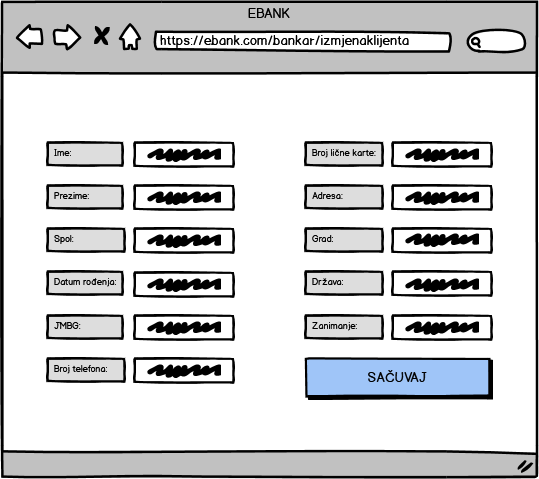 EBANK
https://ebank.com/bankar/izmjenaklijenta
Ime:
Prezime:
Spol:
Datum rođenja:
JMBG:
Broj telefona:
Broj lične karte:
Adresa:
Grad:
Država:
Zanimanje:
SAČUVAJ